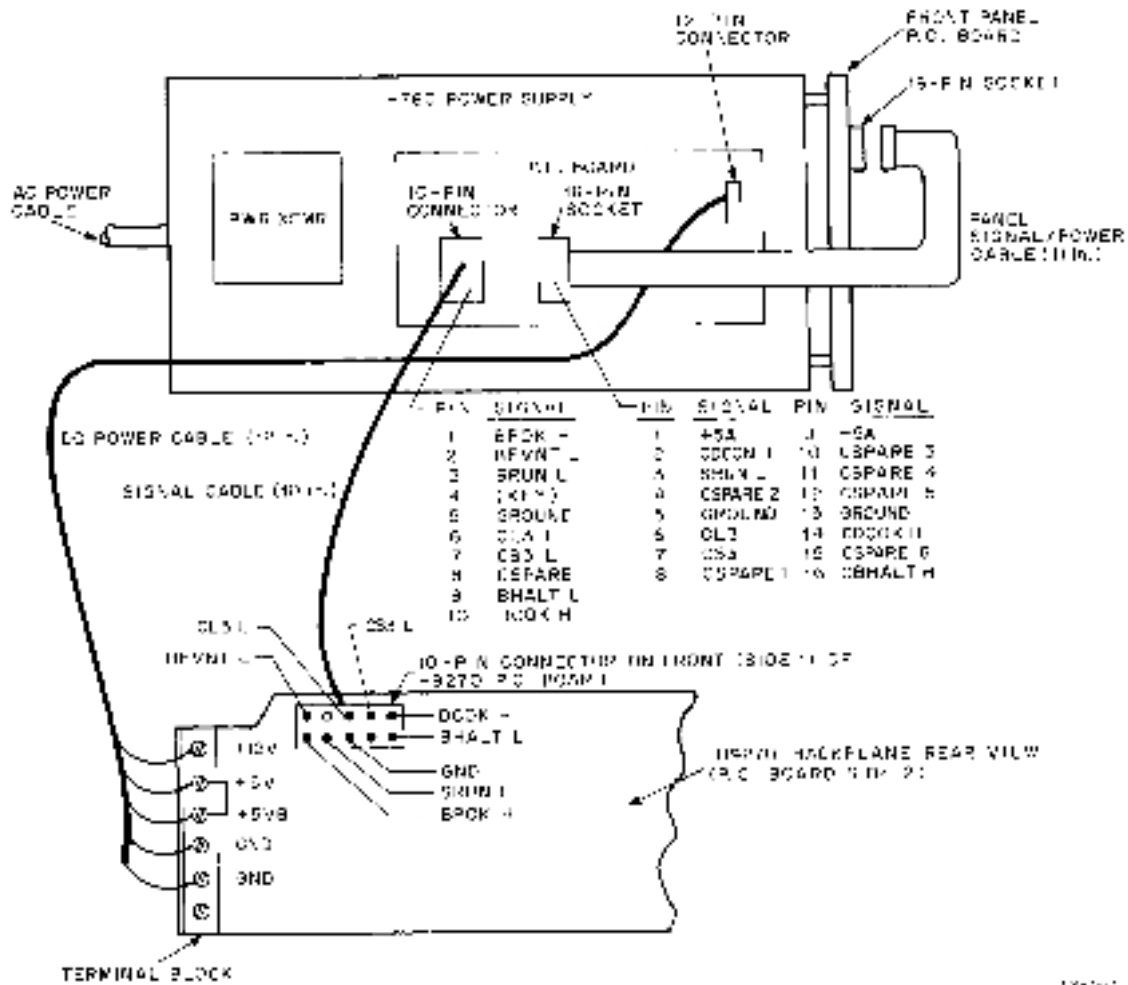 12-PIN
CONNECTOR
FRONT PANEL
P.C. BOARD
16-PIN SOCKET
POWER SUPPLY
P.C. BOARD
AC POWER
CABLE
PWR XFMR
10-PIN
CONNECTOR
16-PIN
SOCKET
PANEL
SIGNAL/POWER
CABLE
PIN SIGNAL
1 BPOK H
2 BEVNT L
3 SRUN L
4 (KEY)
5 GROUND
6 CL3 L
7 CS3 L
8 CSPARE
9 BHALT L
10 DCOK H
PIN SIGNAL PIN SIGNAL
1 +5A 9
2 10 CSPARE 3
3 SRUN L 11 CSPARE 4
4 CSPARE 2 12 CSPARE 5
5 GROUND 13 GROUND
6 CL3 14
7 CS3 15 CSPARE 6
8 CSPARE 1 16 CBHALT H
DC POWER CABLE
SIGNAL CABLE
CL3 L
CS3 L
BEVNT L
10-PIN CONNECTOR ON FRONT (SIDE 1) OF
P.C. BOARD
DCOK H
BHALT L
GND
SRUN L
BPOK H
BACKPLANE REAR VIEW
(P.C. BOARD SIDE 2)
+12V
+5V
+5VB
GND
GND
TERMINAL BLOCK